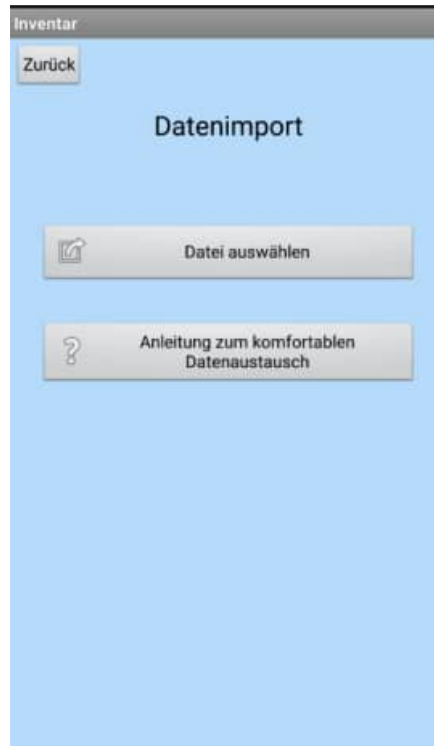 Inventar
Zurück
Datenimport
Datei auswählen
Anleitung zum komfortablen
Datenaustausch